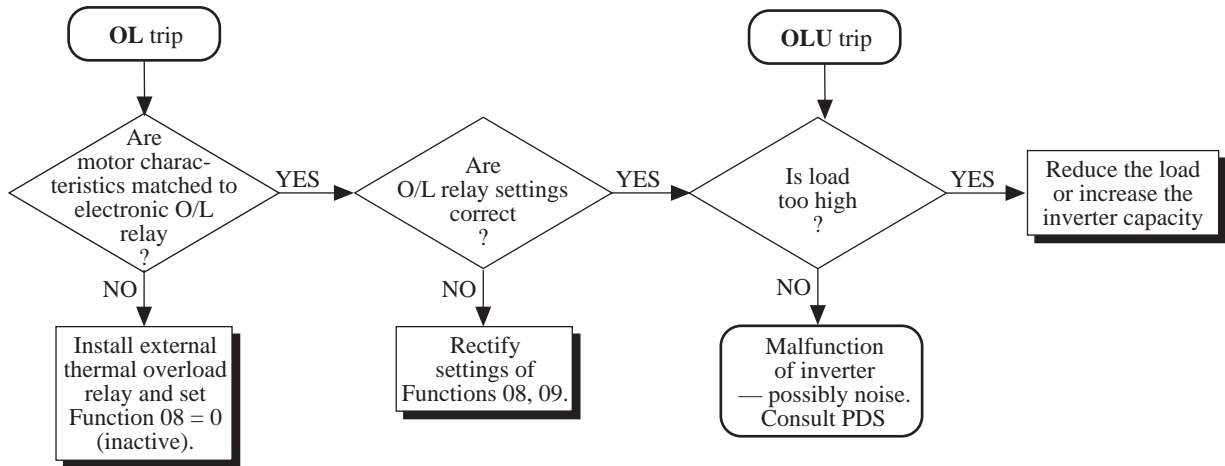 OL trip
OLU trip
Are
motor charac-
teristics matched to
electronic O/L
relay
?
YES
Are
O/L relay settings
correct
?
YES
Is load
too high
?
YES
Reduce the load
or increase the
inverter capacity
NO
NO
NO
Install external
thermal overload
relay and set
Function 08 = 0
(inactive).
Rectify
settings of
Functions 08, 09.
Malfunction
of inverter
— possibly noise.
Consult PDS